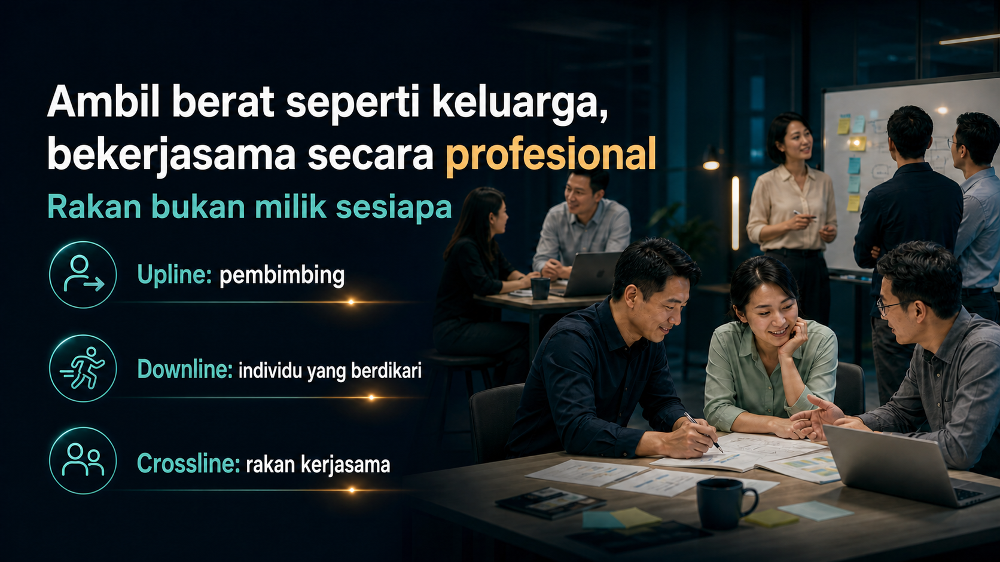 Ambil berat seperti keluarga,
bekerjasama secara profesional
Rakan bukan milik sesiapa
Upline: pembimbing
Downline: individu yang berdikari
Crossline: rakan kerjasama